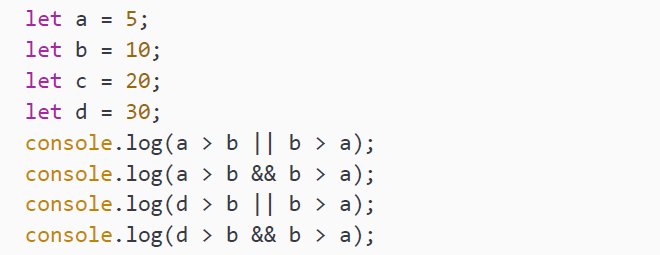 let a = 5;
let b = 10;
let c = 20;
let d = 30;
console.log(a > b || b > a);
console.log(a > b && b > a);
console.log(d > b || b > a);
console.log(d > b && b > a);